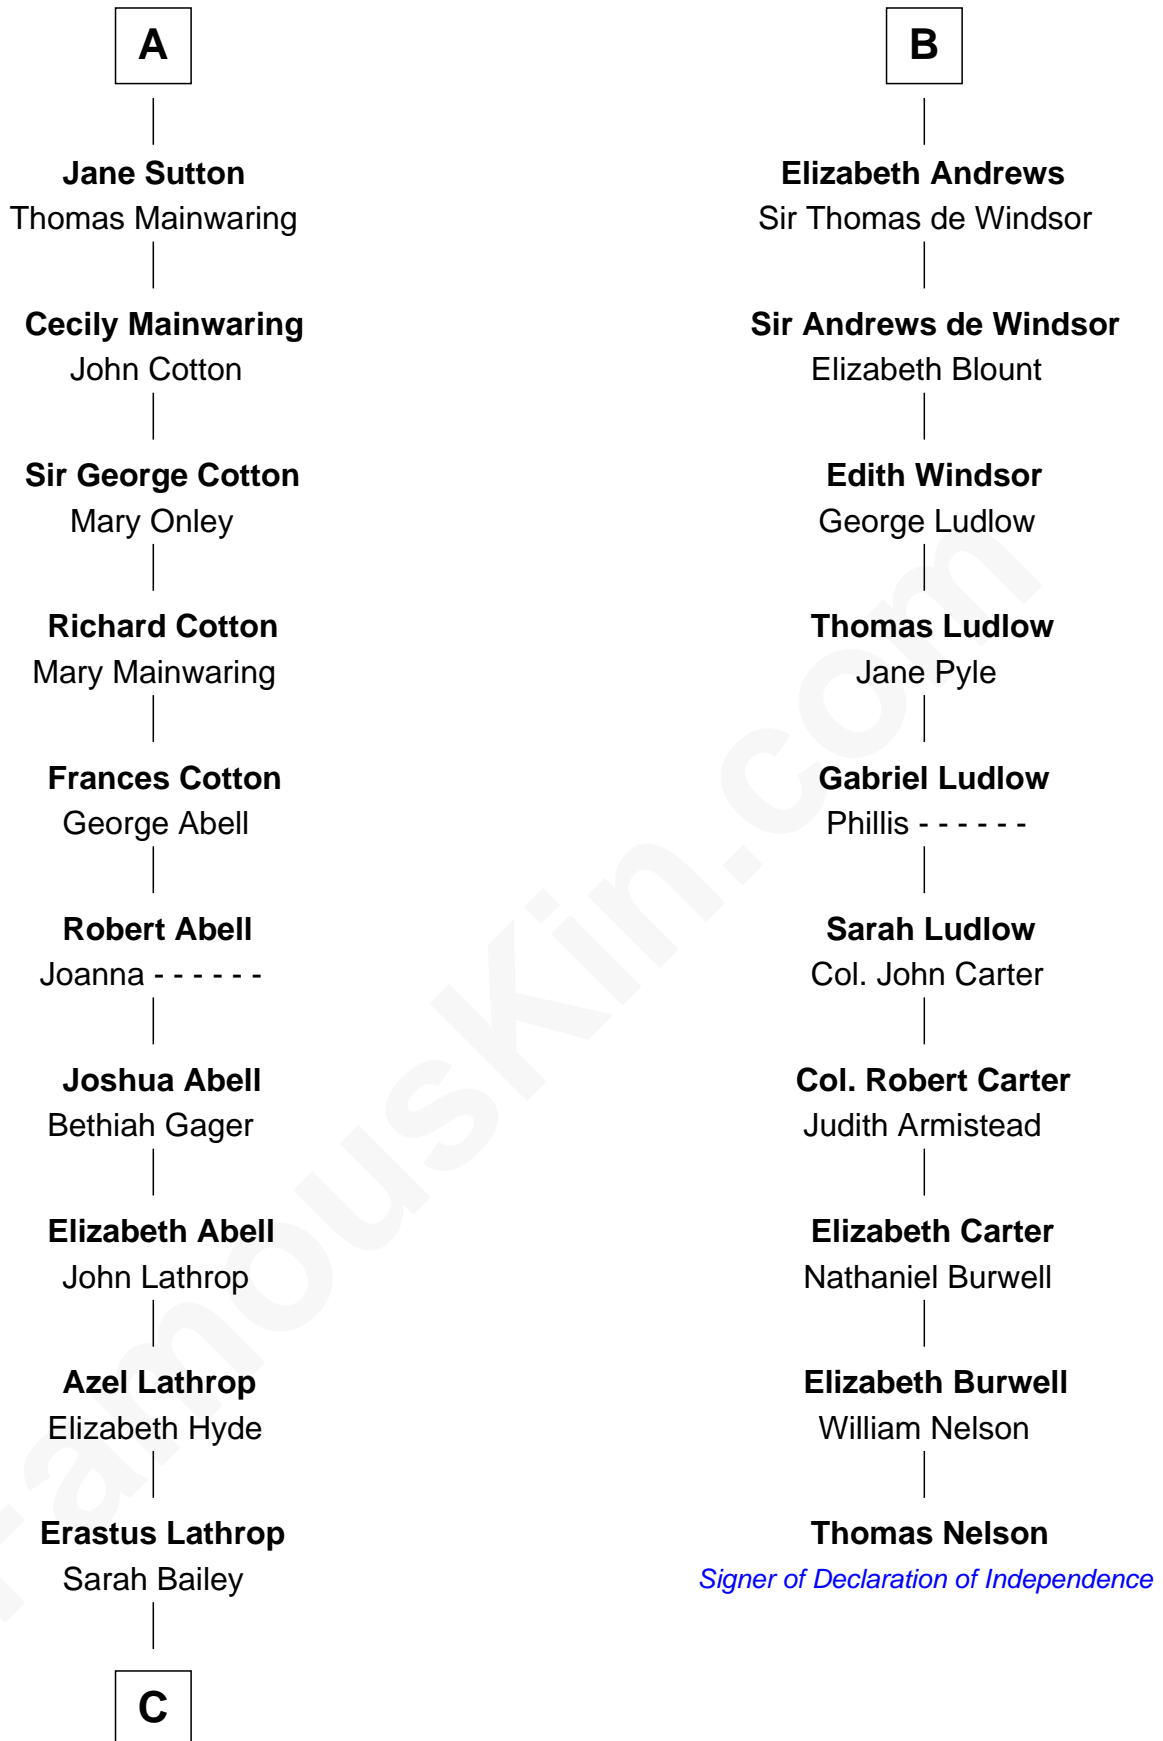 A
Jane Sutton
Thomas Mainwaring
Cecily Mainwaring
John Cotton
Sir George Cotton
Mary Onley
Richard Cotton
Mary Mainwaring
Frances Cotton
George Abell
Robert Abell
Joanna - - - - - -
Joshua Abell
Bethiah Gager
Elizabeth Abell
John Lathrop
Azel Lathrop
Elizabeth Hyde
Erastus Lathrop
Sarah Bailey
C
B
Elizabeth Andrews
Sir Thomas de Windsor
Sir Andrews de Windsor
Elizabeth Blount
Edith Windsor
George Ludlow
Thomas Ludlow
Jane Pyle
Gabriel Ludlow
Phillis - - - - - -
Sarah Ludlow
Col. John Carter
Col. Robert Carter
Judith Armistead
Elizabeth Carter
Nathaniel Burwell
Elizabeth Burwell
William Nelson
Thomas Nelson
Signer of Declaration of Independence
FamousKin.com